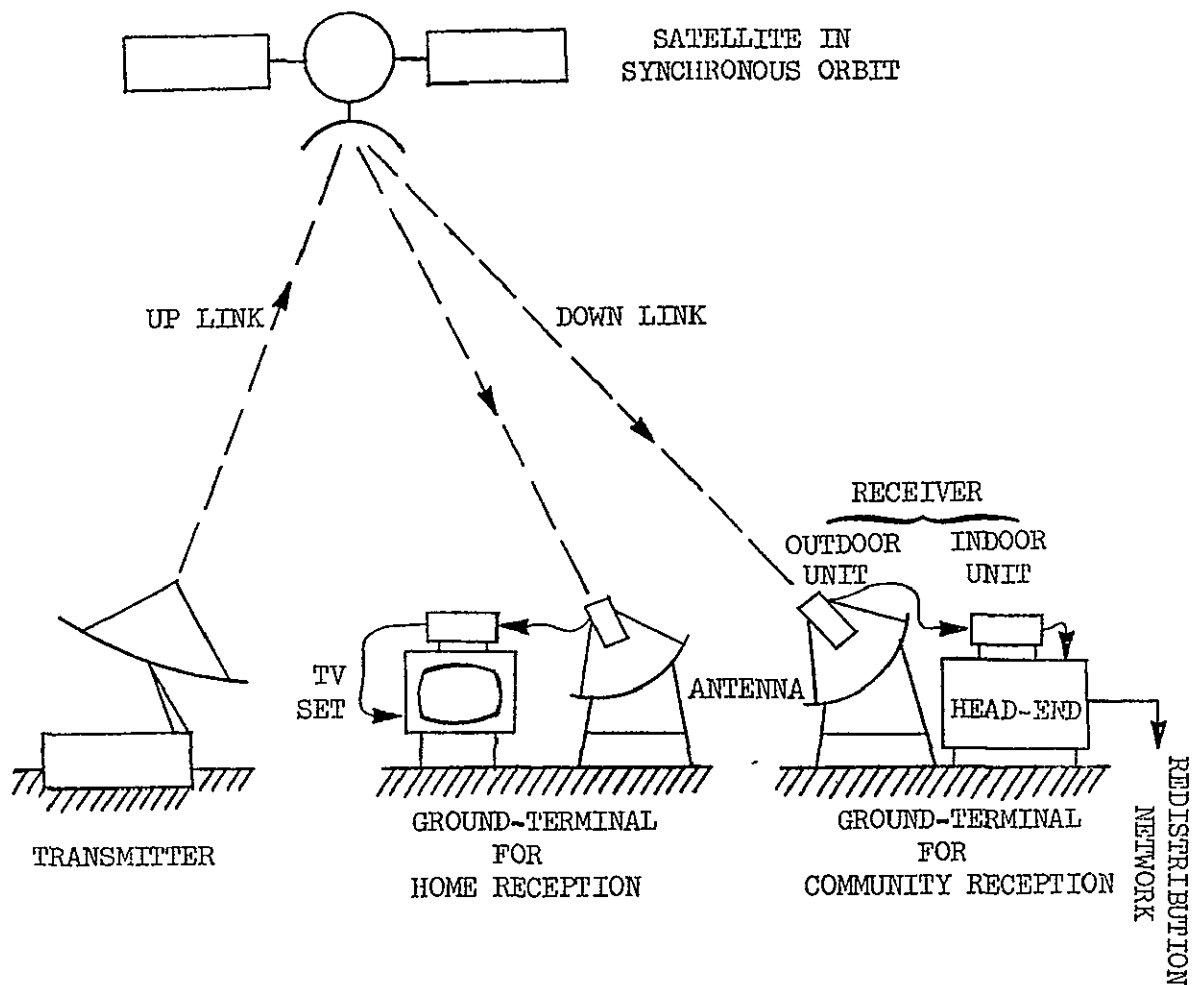 SATELLITE IN
SYNCHRONOUS ORBIT
UP LINK
DOWN LINK
RECEIVER
OUTDOOR
UNIT
INDOOR
UNIT
TV
SET
ANTENNA
HEAD-END
TRANSMITTER
GROUND-TERMINAL
FOR
HOME RECEPTION
GROUND-TERMINAL
FOR
COMMUNITY RECEPTION
REDISTRIBUTION
NETWORK